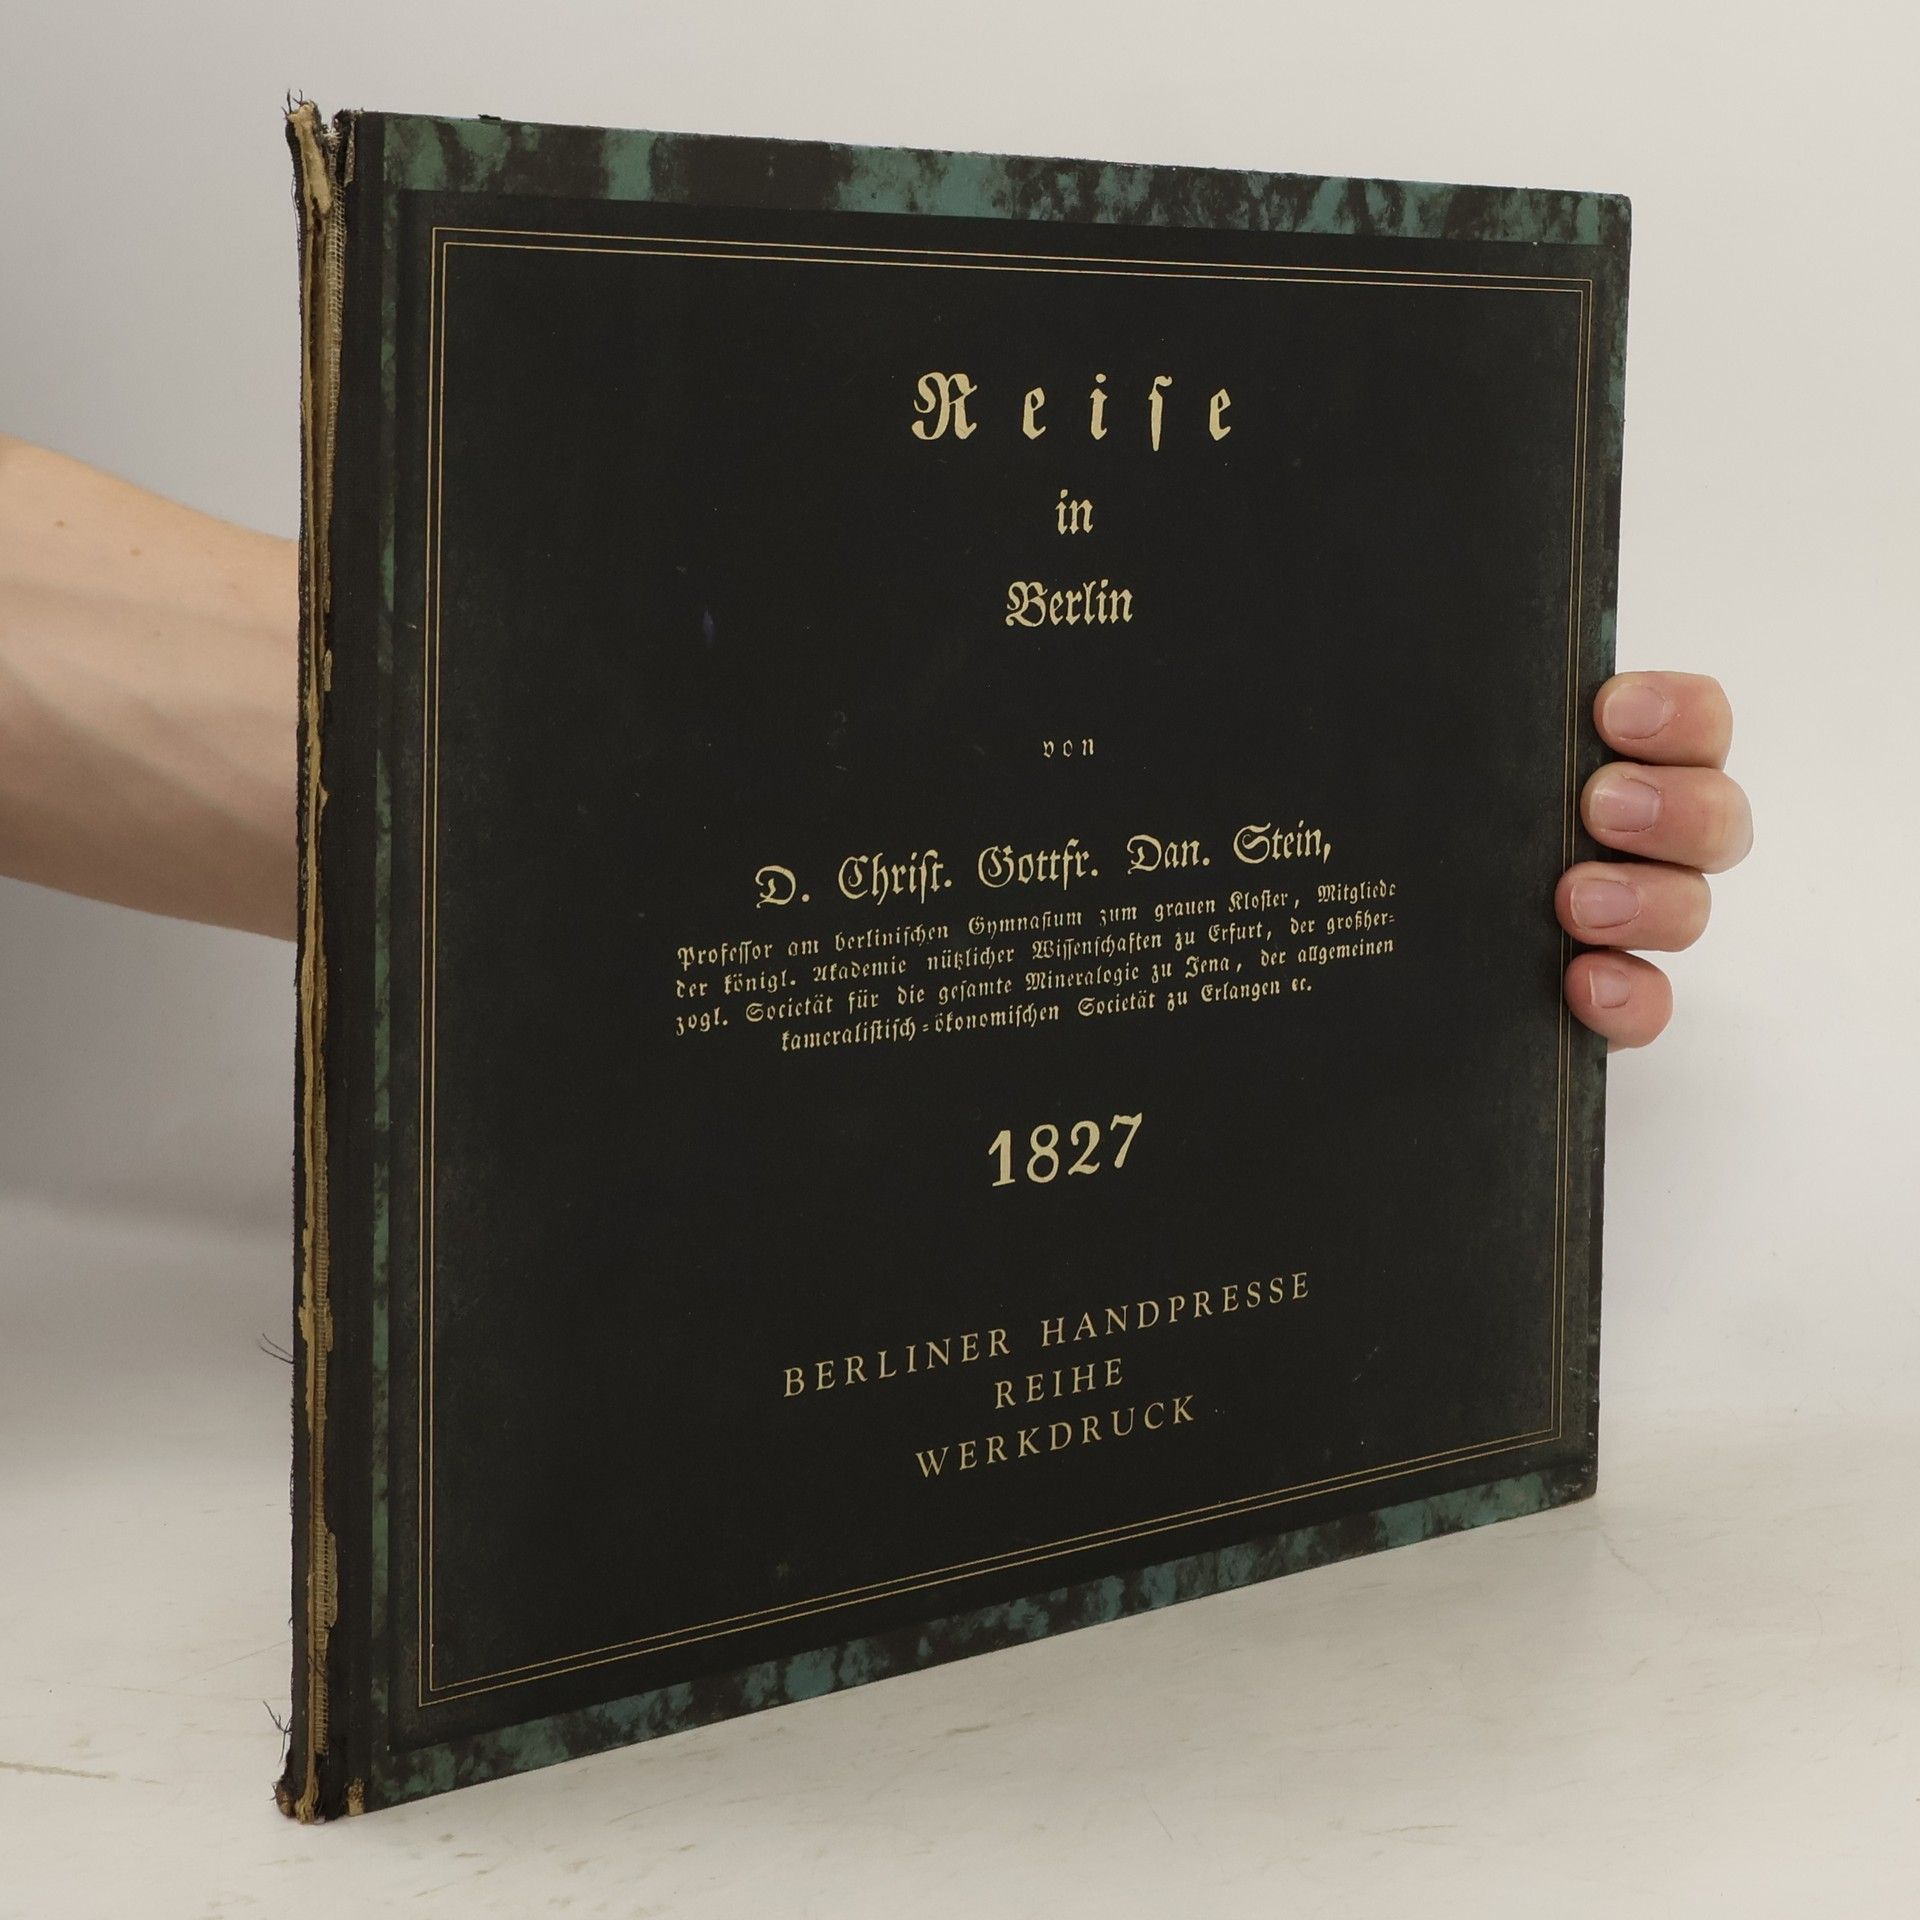 Reiſe
in
Berlin
von
D. Chriſt. Gottfr. Dan. Stein,
Profeſſor am berliniſchen Gymnaſium zum grauen Kloſter, Mitgliede
der königl. Akademie nützlicher Wiſſenſchaften zu Erfurt, der großher⸗
zogl. Societät für die geſamte Mineralogie zu Jena, der allgemeinen
kameraliſtiſch⸗ökonomiſchen Societät zu Erlangen ꝛc.
1827
BERLINER HANDPRESSE
REIHE
WERKDRUCK